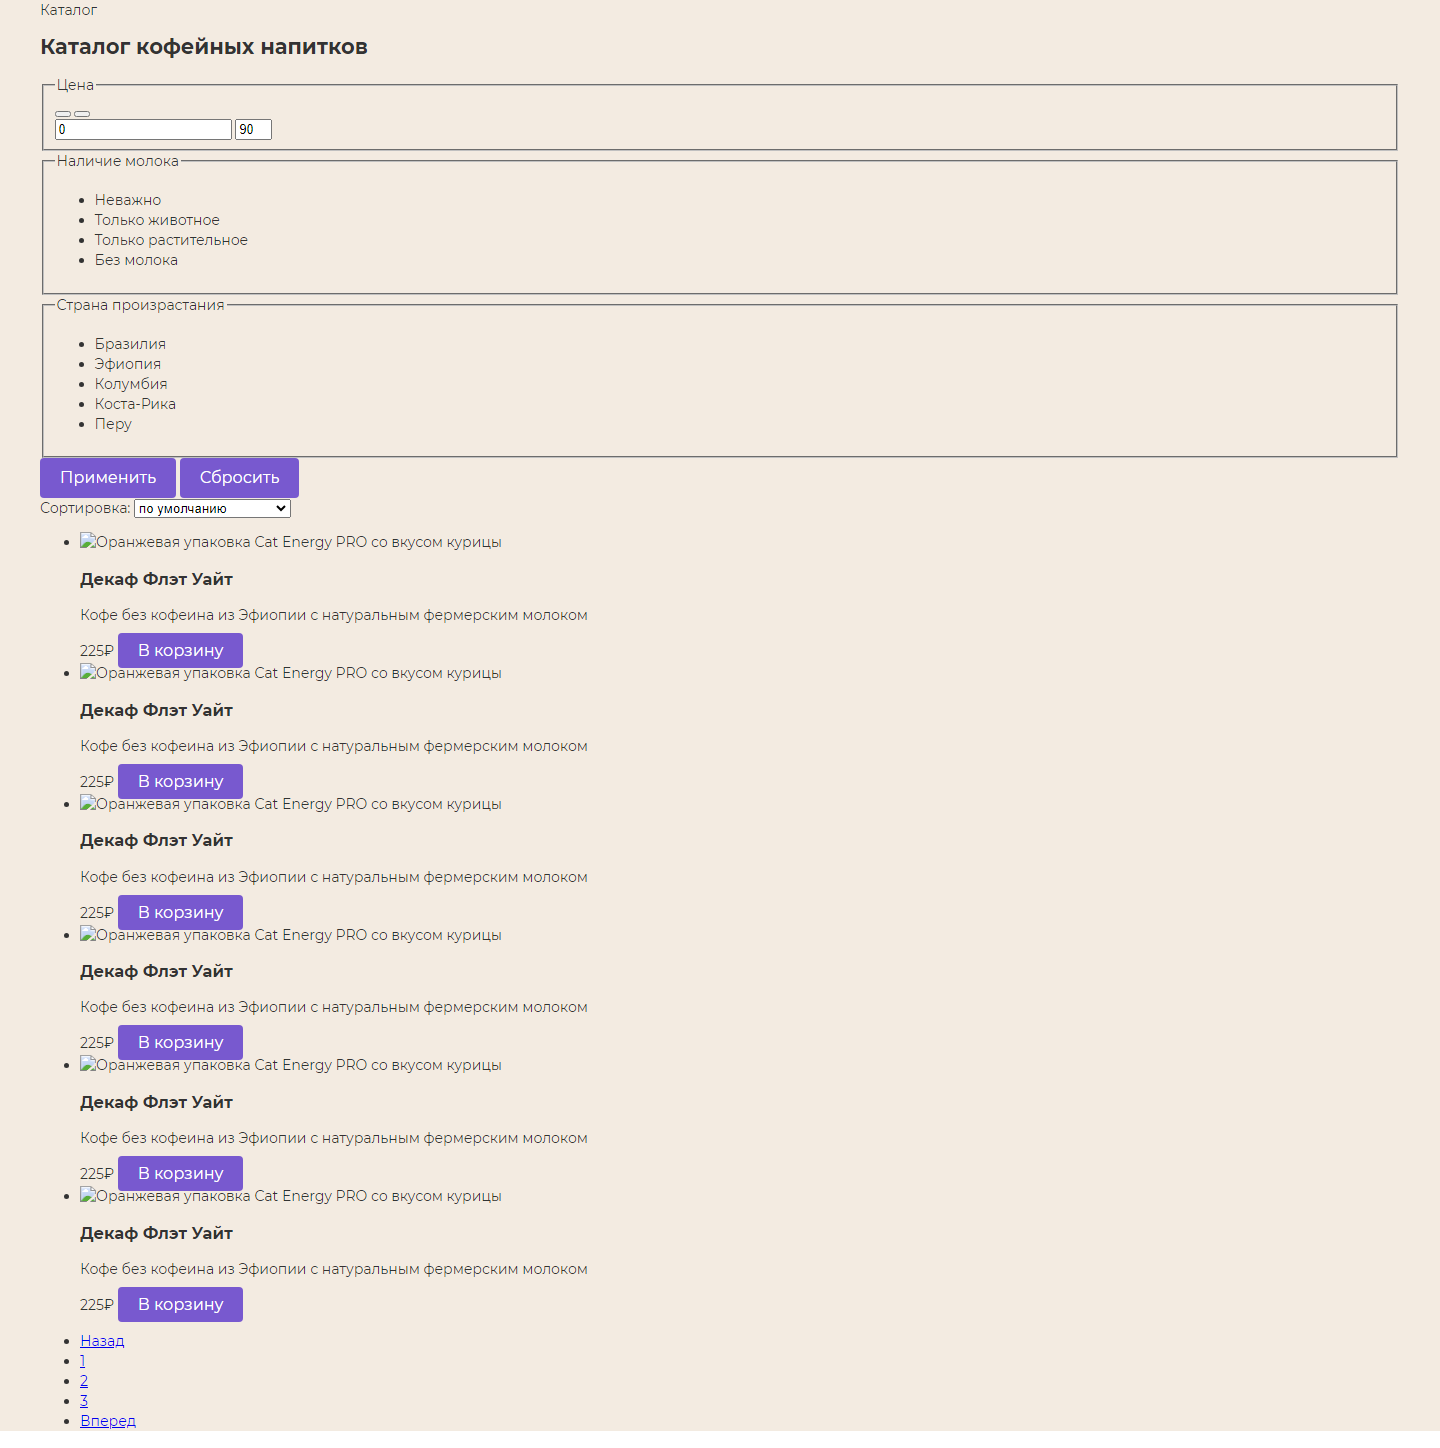 Каталог
Каталог кофейных напитков
Цена
0 90
Наличие молока
Неважно
Только животное
Только растительное
Без молока
Страна произрастания
Бразилия
Эфиопия
Колумбия
Коста-Рика
Перу
Применить Сбросить
Сортировка: по умолчанию
Оранжевая упаковка Cat Energy PRO со вкусом курицы
Декаф Флэт Уайт
Кофе без кофеина из Эфиопии с натуральным фермерским молоком
225₽ В корзину
Оранжевая упаковка Cat Energy PRO со вкусом курицы
Декаф Флэт Уайт
Кофе без кофеина из Эфиопии с натуральным фермерским молоком
225₽ В корзину
Оранжевая упаковка Cat Energy PRO со вкусом курицы
Декаф Флэт Уайт
Кофе без кофеина из Эфиопии с натуральным фермерским молоком
225₽ В корзину
Оранжевая упаковка Cat Energy PRO со вкусом курицы
Декаф Флэт Уайт
Кофе без кофеина из Эфиопии с натуральным фермерским молоком
225₽ В корзину
Оранжевая упаковка Cat Energy PRO со вкусом курицы
Декаф Флэт Уайт
Кофе без кофеина из Эфиопии с натуральным фермерским молоком
225₽ В корзину
Оранжевая упаковка Cat Energy PRO со вкусом курицы
Декаф Флэт Уайт
Кофе без кофеина из Эфиопии с натуральным фермерским молоком
225₽ В корзину
Назад
1
2
3
Вперед